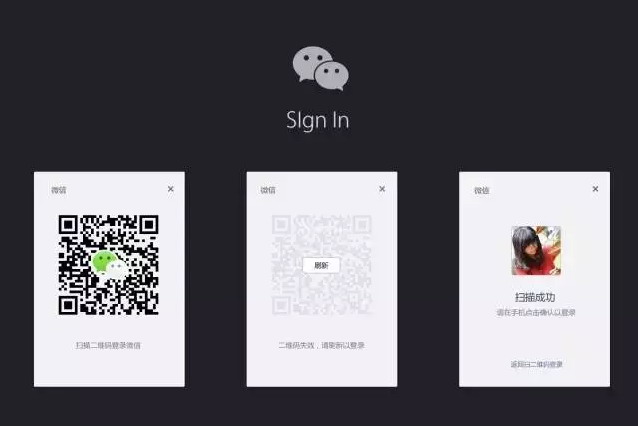 SIgn In
微信
扫描二维码登录微信
微信
刷新
二维码失效，请刷新以登录
微信
扫描成功
请在手机点击确认以登录
返回二维码登录